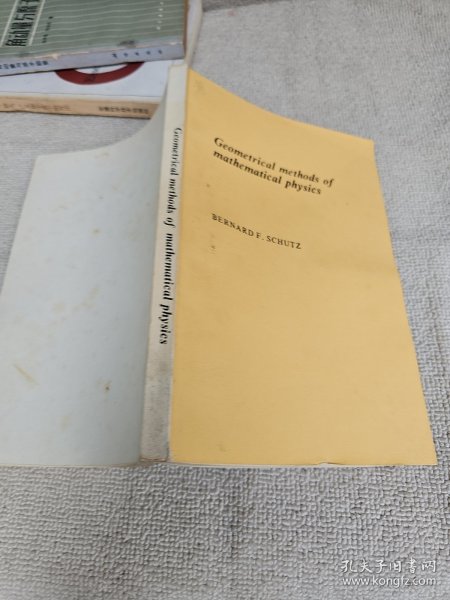 Geometrical methods of
mathematical physics
BERNARD F. SCHUTZ
Geometrical methods of mathematical physics
孔夫子旧书网
www.kongfz.com